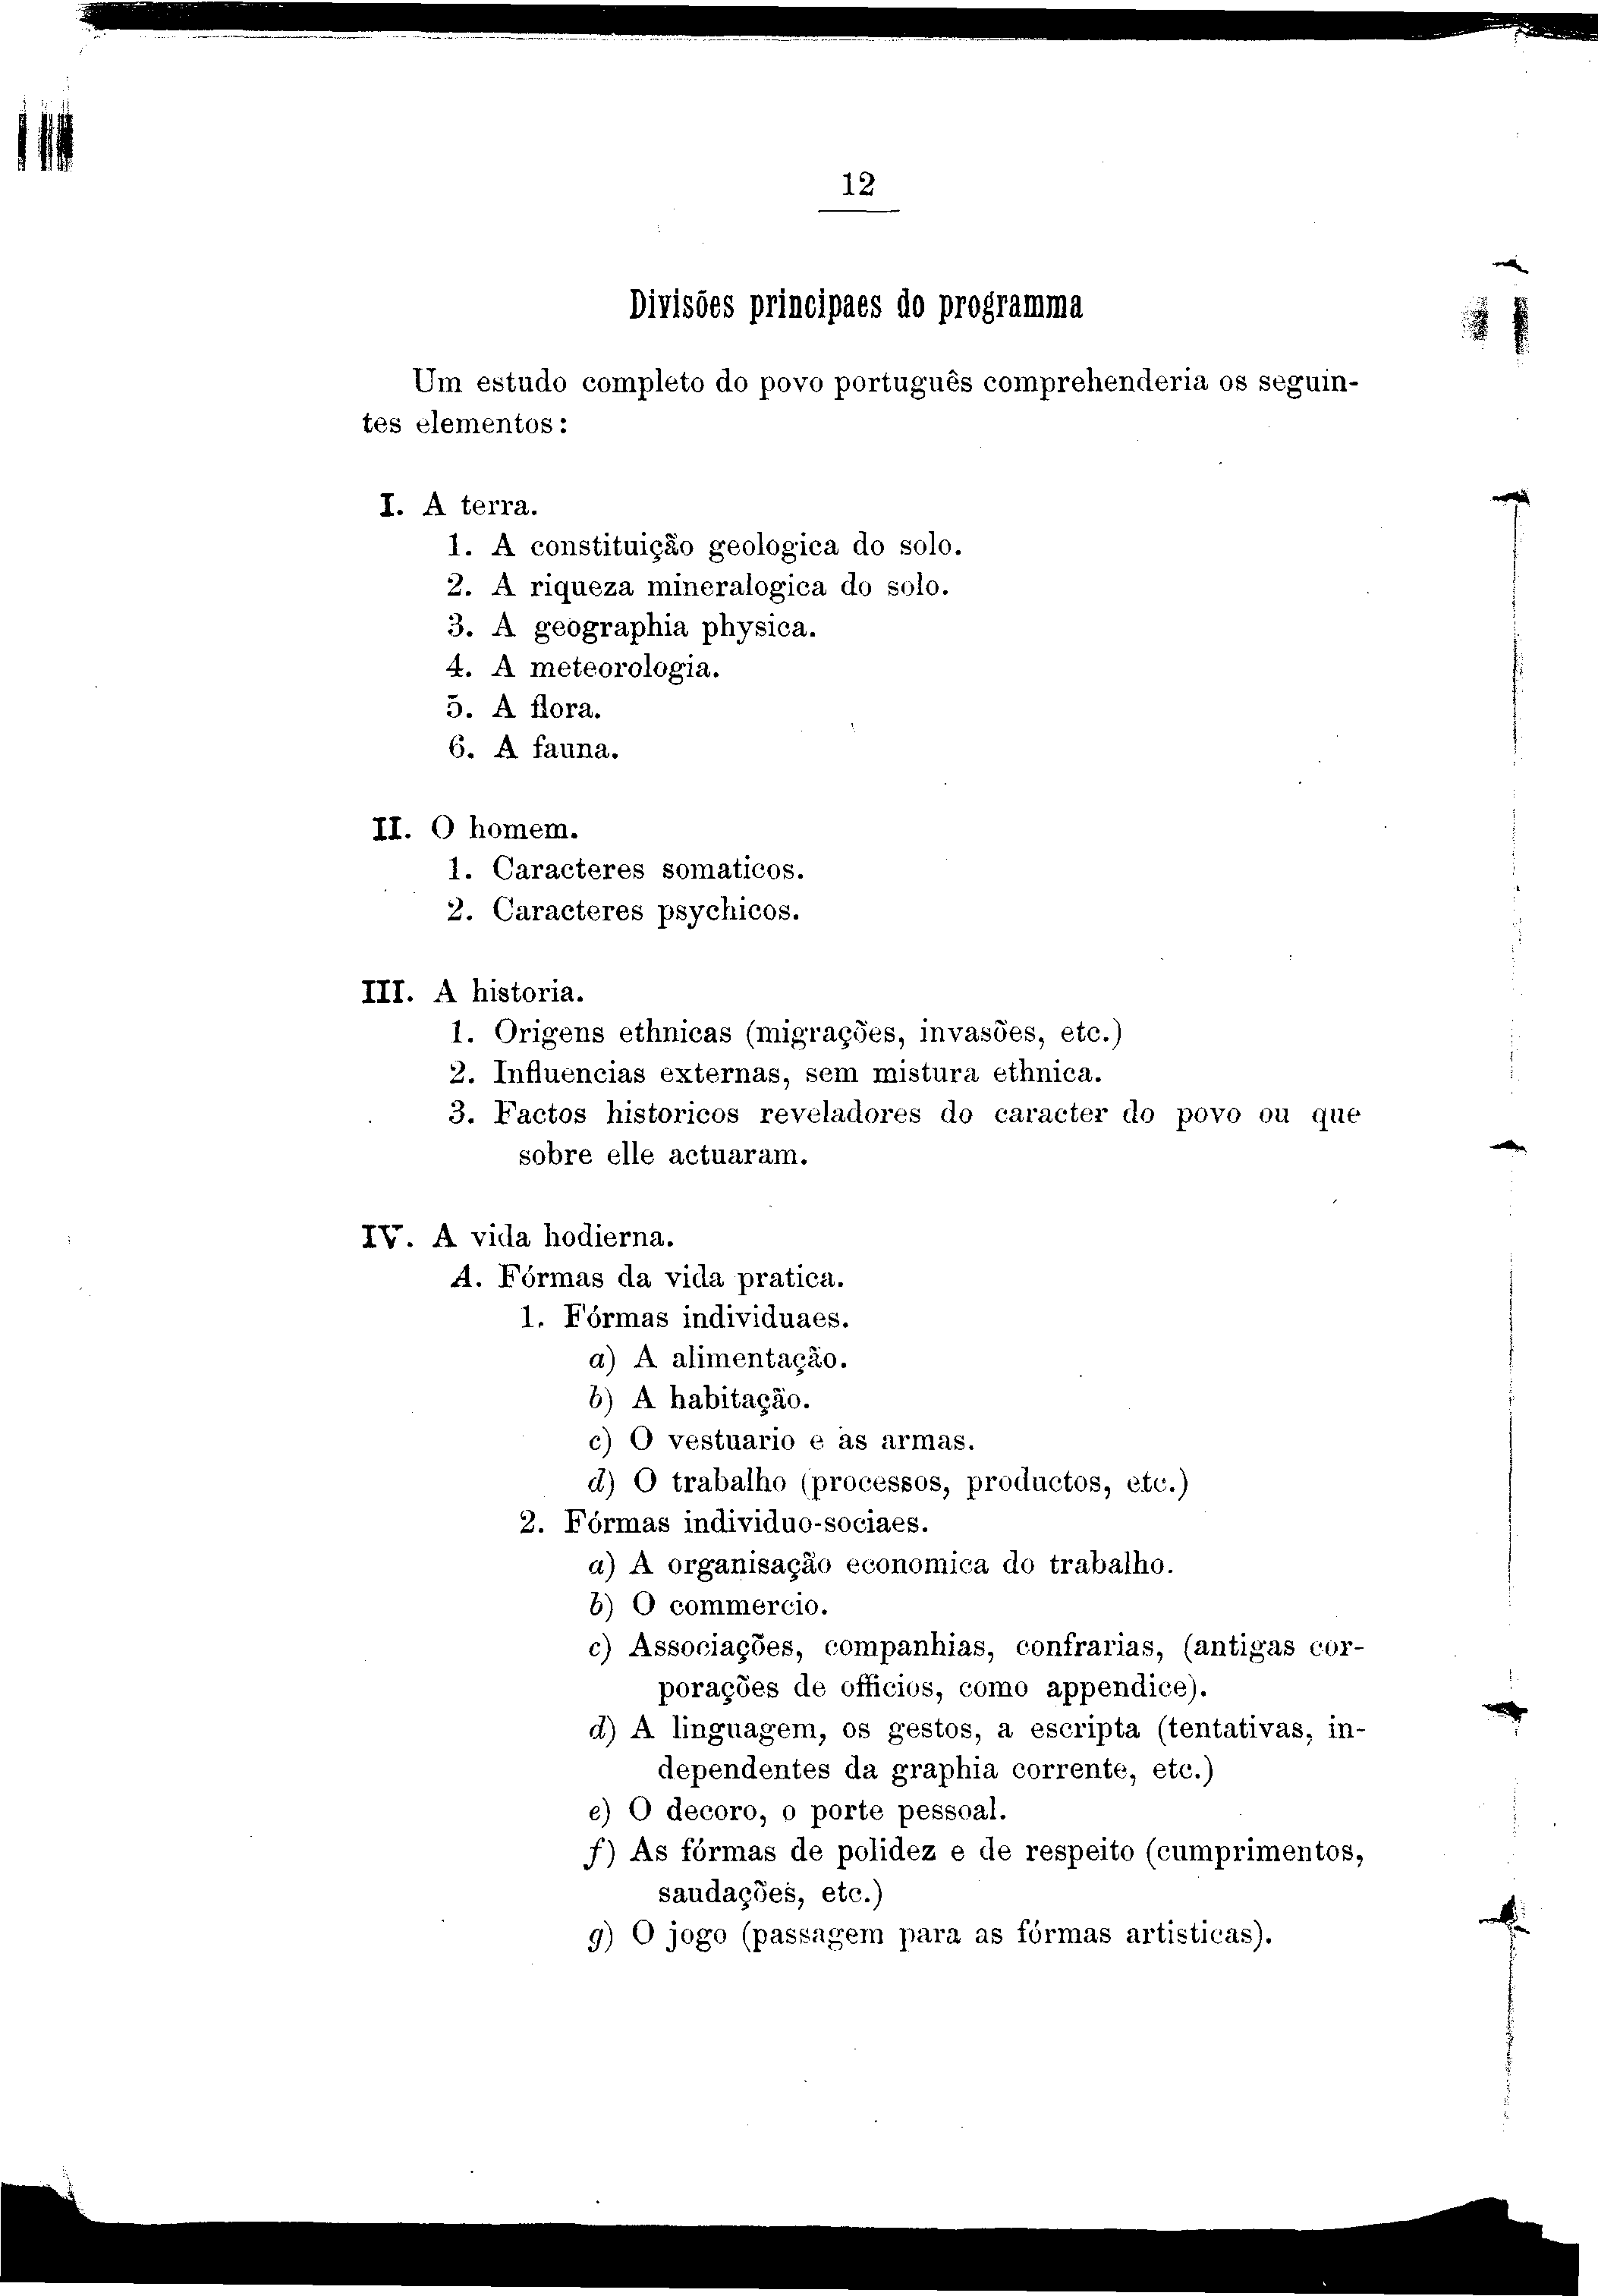 12
Divisões principaes do programma
Um estudo completo do povo português comprehenderia os seguin-
tes elementos:
I. A terra.
1. A constituição geologica do solo.
2. A riqueza mineralogica do solo.
3. A geographia physica.
4. A meteorologia.
5. A flora.
6. A fauna.
II. O homem.
1. Caracteres somaticos.
2. Caracteres psychicos.
III. A historia.
1. Origens ethnicas (migrações, invasões, etc.)
2. Influencias externas, sem mistura ethnica.
3. Factos historicos reveladores do caracter do povo ou que
sobre elle actuaram.
IV. A vida hodierna.
A. Fórmas da vida pratica.
1. Fórmas individuaes.
a) A alimentação.
b) A habitação.
c) O vestuario e as armas.
d) O trabalho (processos, productos, etc.)
2. Fórmas individuo-sociaes.
a) A organisação economica do trabalho.
b) O commercio.
c) Associações, companhias, confrarias, (antigas cor-
porações de officios, como appendice).
d) A linguagem, os gestos, a escripta (tentativas, in-
dependentes da graphia corrente, etc.)
e) O decoro, o porte pessoal.
f) As fórmas de polidez e de respeito (cumprimentos,
saudações, etc.)
g) O jogo (passagem para as fórmas artisticas).